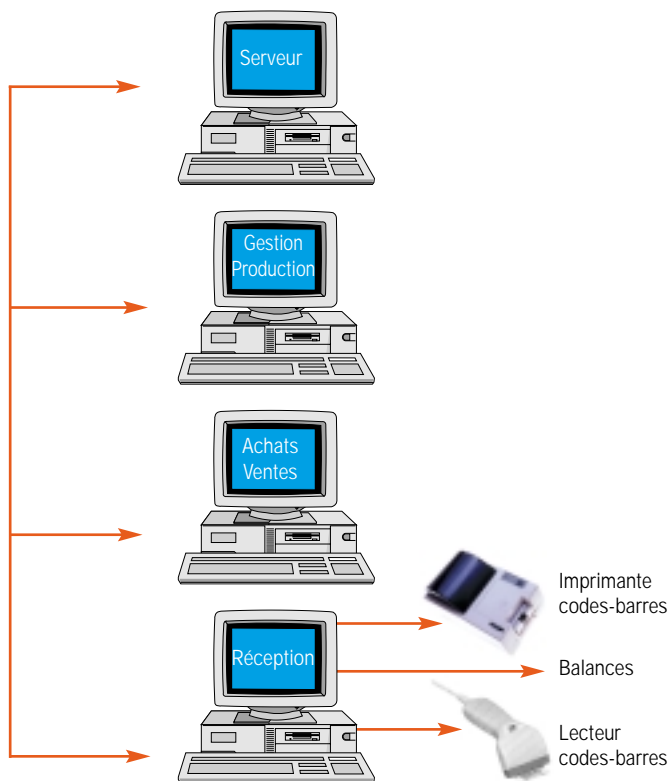 Serveur
Gestion
Production
Achats
Ventes
Réception
Imprimante
codes-barres
Balances
Lecteur
codes-barres